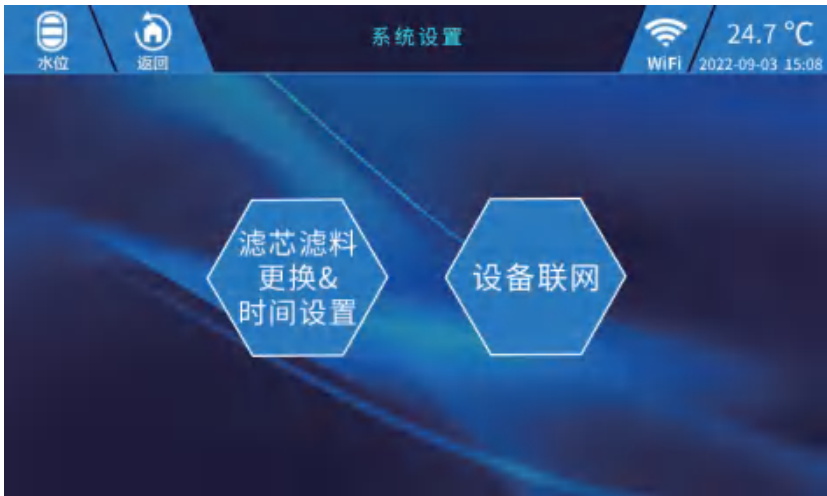 水位
返回
系统设置
WiFi
24.7 ℃
2022-09-03 15:08
滤芯滤料
更换&
时间设置
设备联网